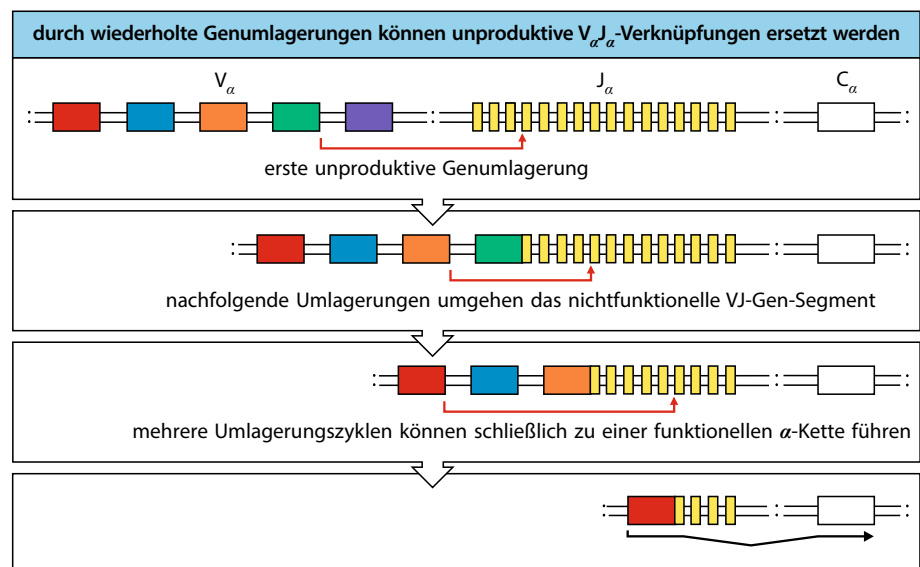 durch wiederholte Genumlagerungen können unproduktive VαJα-Verknüpfungen ersetzt werden
Vα Jα Cα
erste unproduktive Genumlagerung
nachfolgende Umlagerungen umgehen das nichtfunktionelle VJ-Gen-Segment
mehrere Umlagerungszyklen können schließlich zu einer funktionellen α-Kette führen